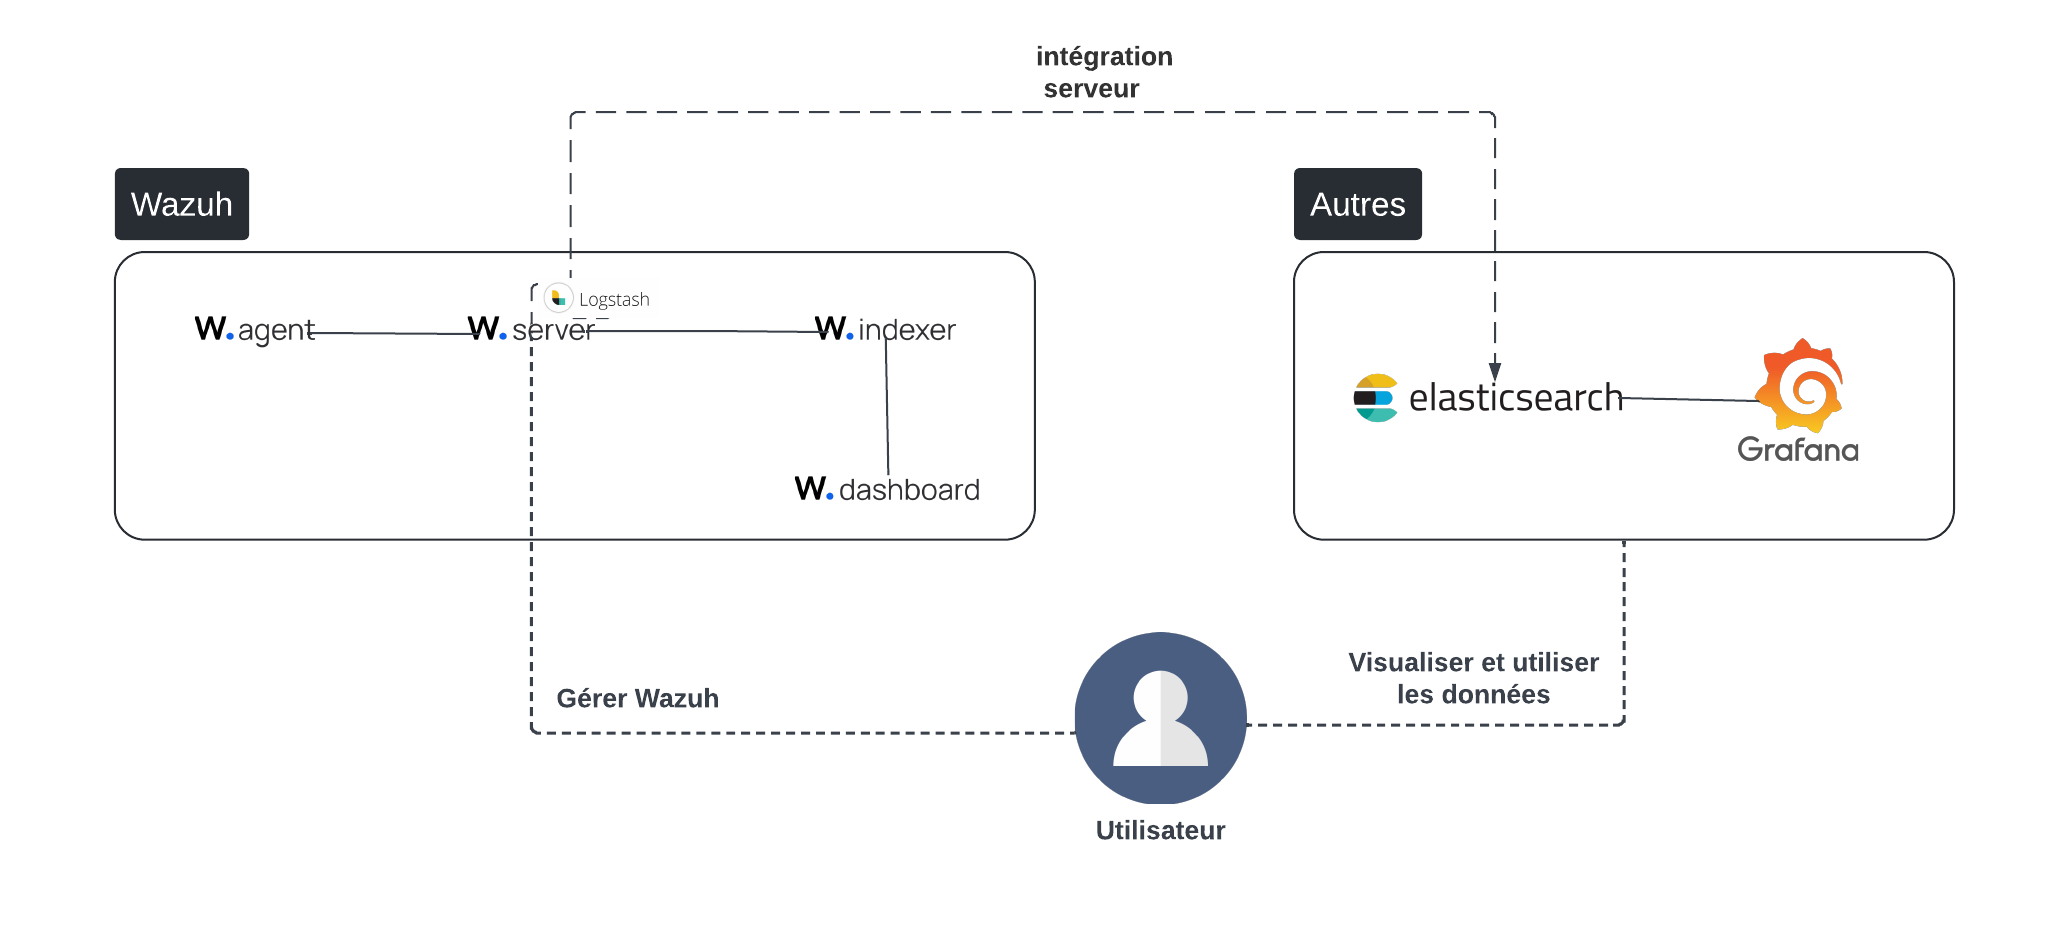 intégration
serveur
Wazuh
Autres
Logstash
W.agent
W.server
W.indexer
elasticsearch
Grafana
W.dashboard
Visualiser et utiliser
les données
Gérer Wazuh
Utilisateur